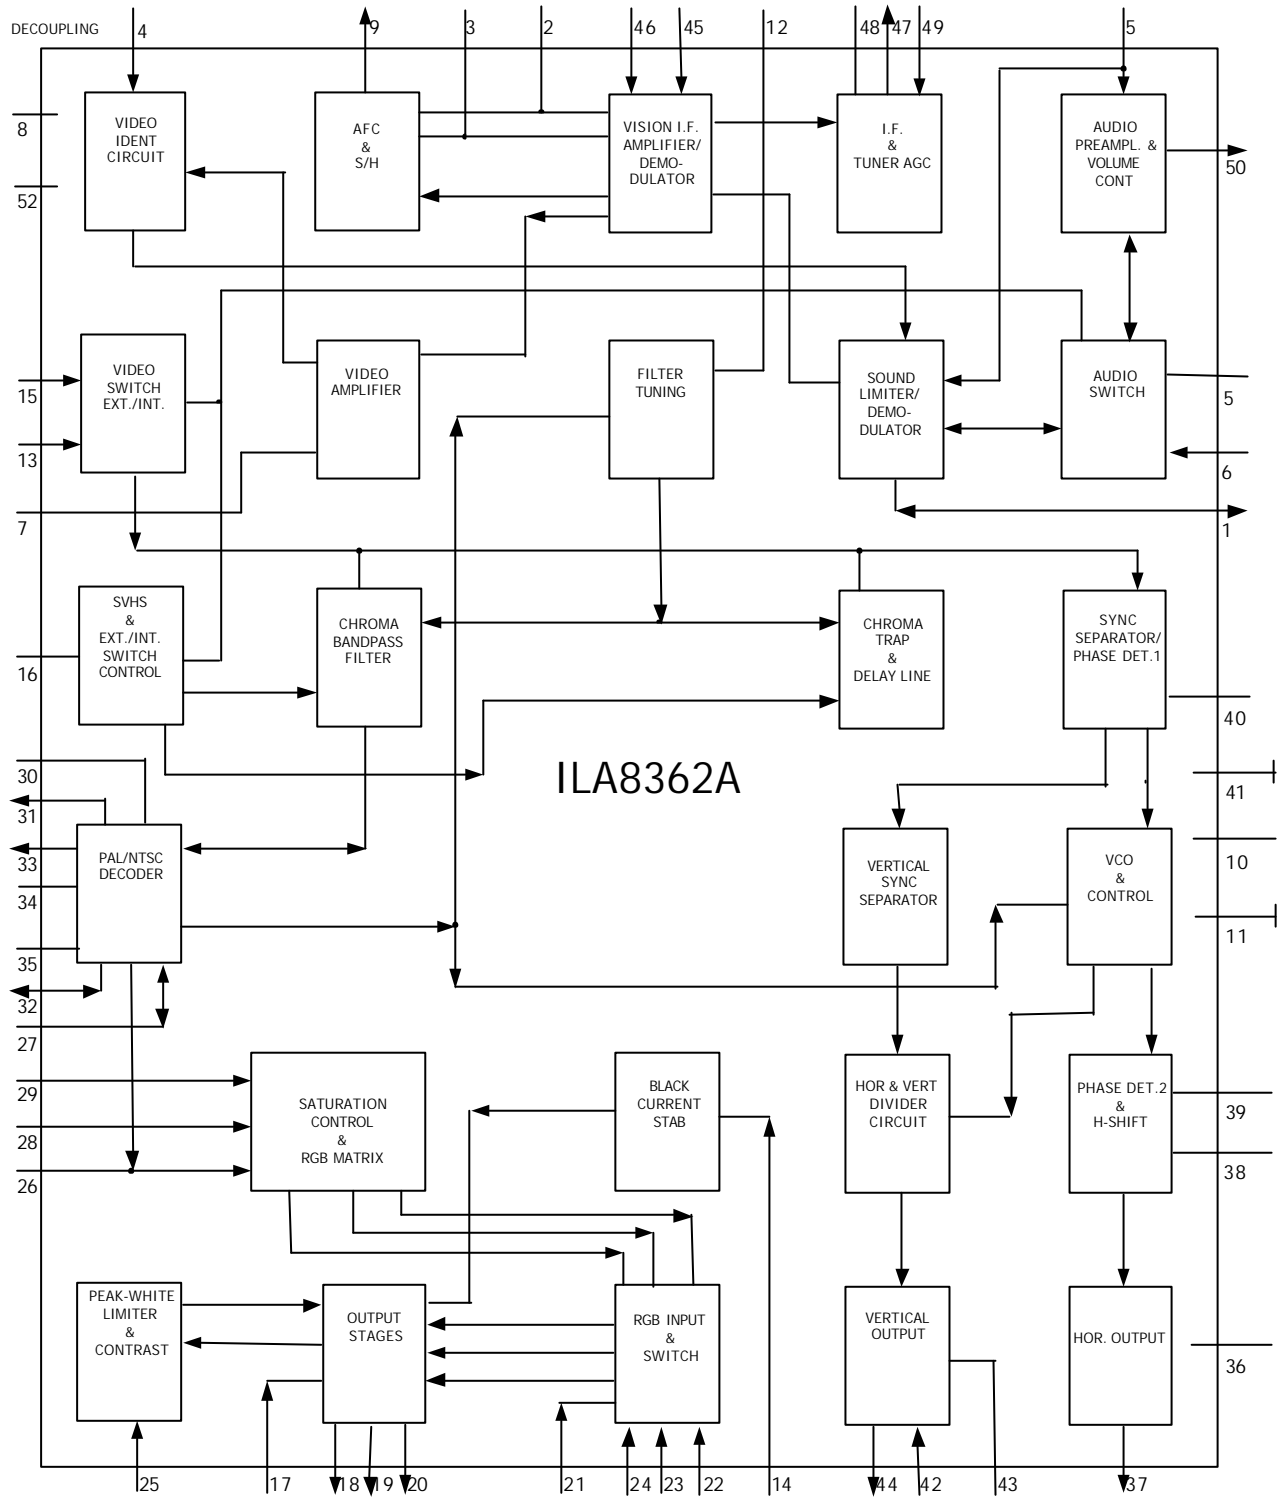 DECOUPLING
4
9
3
2
46
45
12
48
47
49
5
8
52
VIDEO
IDENT
CIRCUIT
AFC
&
S/H
VISION I.F.
AMPLIFIER/
DEMO-
DULATOR
I.F.
&
TUNER AGC
AUDIO
PREAMPL. &
VOLUME
CONT
50
15
13
7
VIDEO
SWITCH
EXT./INT.
VIDEO
AMPLIFIER
FILTER
TUNING
SOUND
LIMITER/
DEMO-
DULATOR
AUDIO
SWITCH
5
6
1
16
SVHS
&
EXT./INT.
SWITCH
CONTROL
CHROMA
BANDPASS
FILTER
CHROMA
TRAP
&
DELAY LINE
SYNC
SEPARATOR/
PHASE DET.1
40
41
10
11
ILA8362A
30
31
33
34
35
32
27
PAL/NTSC
DECODER
VERTICAL
SYNC
SEPARATOR
VCO
&
CONTROL
29
28
26
SATURATION
CONTROL
&
RGB MATRIX
BLACK
CURRENT
STAB
HOR & VERT
DIVIDER
CIRCUIT
PHASE DET.2
&
H-SHIFT
39
38
PEAK-WHITE
LIMITER
&
CONTRAST
OUTPUT
STAGES
RGB INPUT
&
SWITCH
VERTICAL
OUTPUT
HOR. OUTPUT
36
25
17
18
19
20
21
24
23
22
14
44
42
43
37